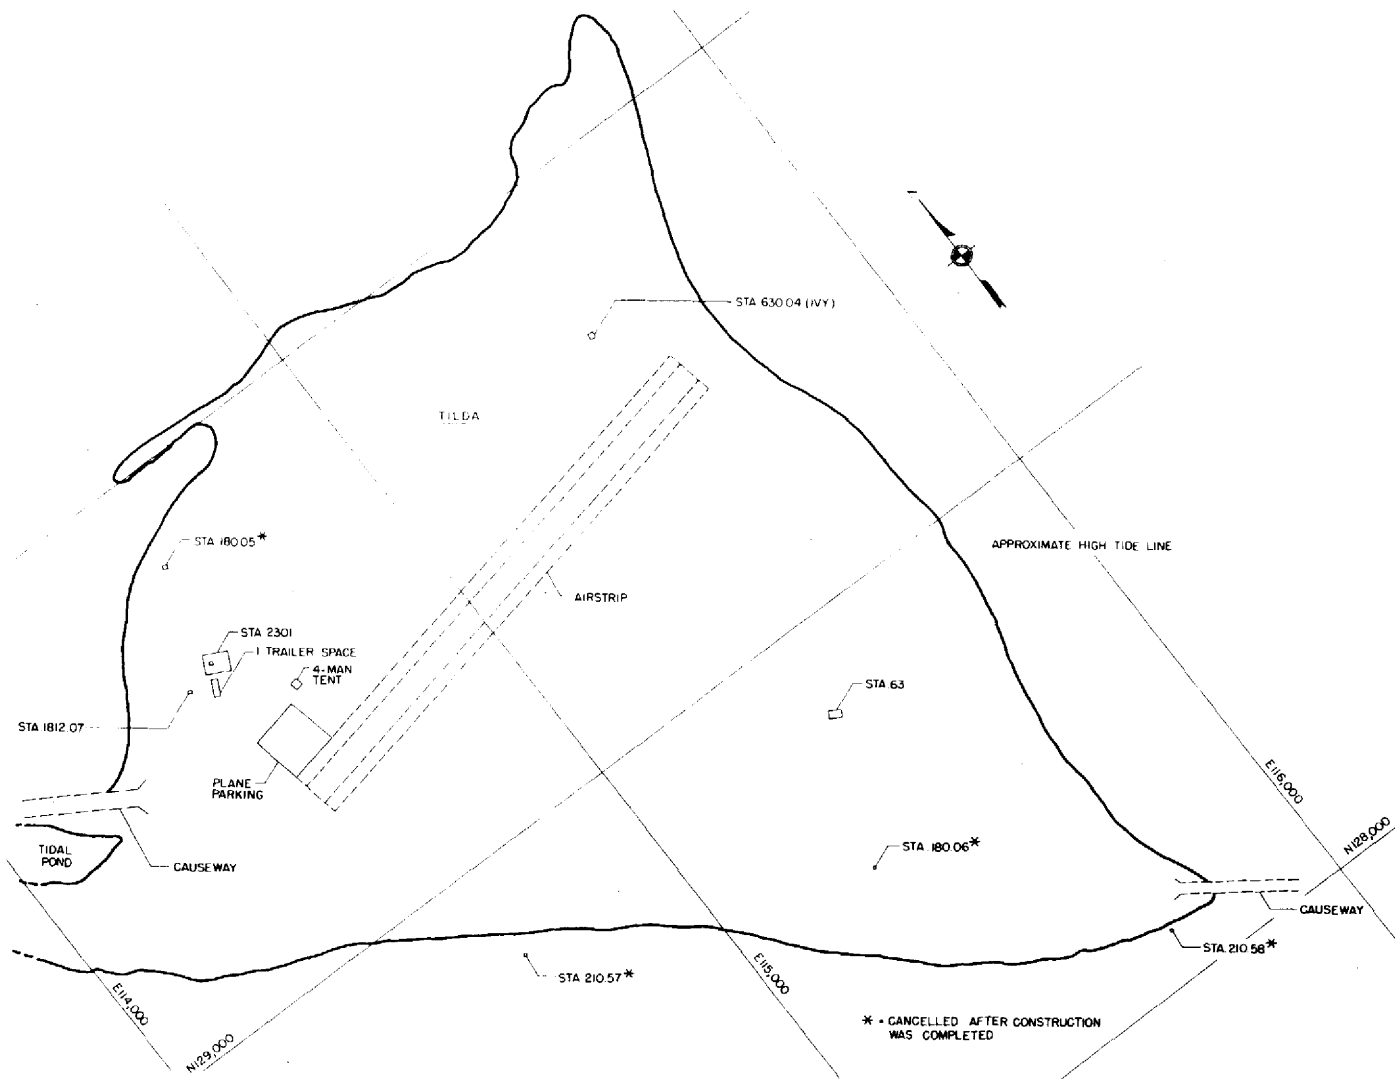 STA 630.04 (IVY)
TILDA
STA 180.05*
APPROXIMATE HIGH TIDE LINE
AIRSTRIP
STA 2301
1 TRAILER SPACE
4-MAN
TENT
STA 63
STA 1812.07
PLANE
PARKING
E116,000
N128,000
TIDAL
POND
CAUSEWAY
STA. 180.06*
CAUSEWAY
STA. 210.58*
STA 210.57*
E115,000
E114,000
N129,000
* - CANCELLED AFTER CONSTRUCTION
WAS COMPLETED